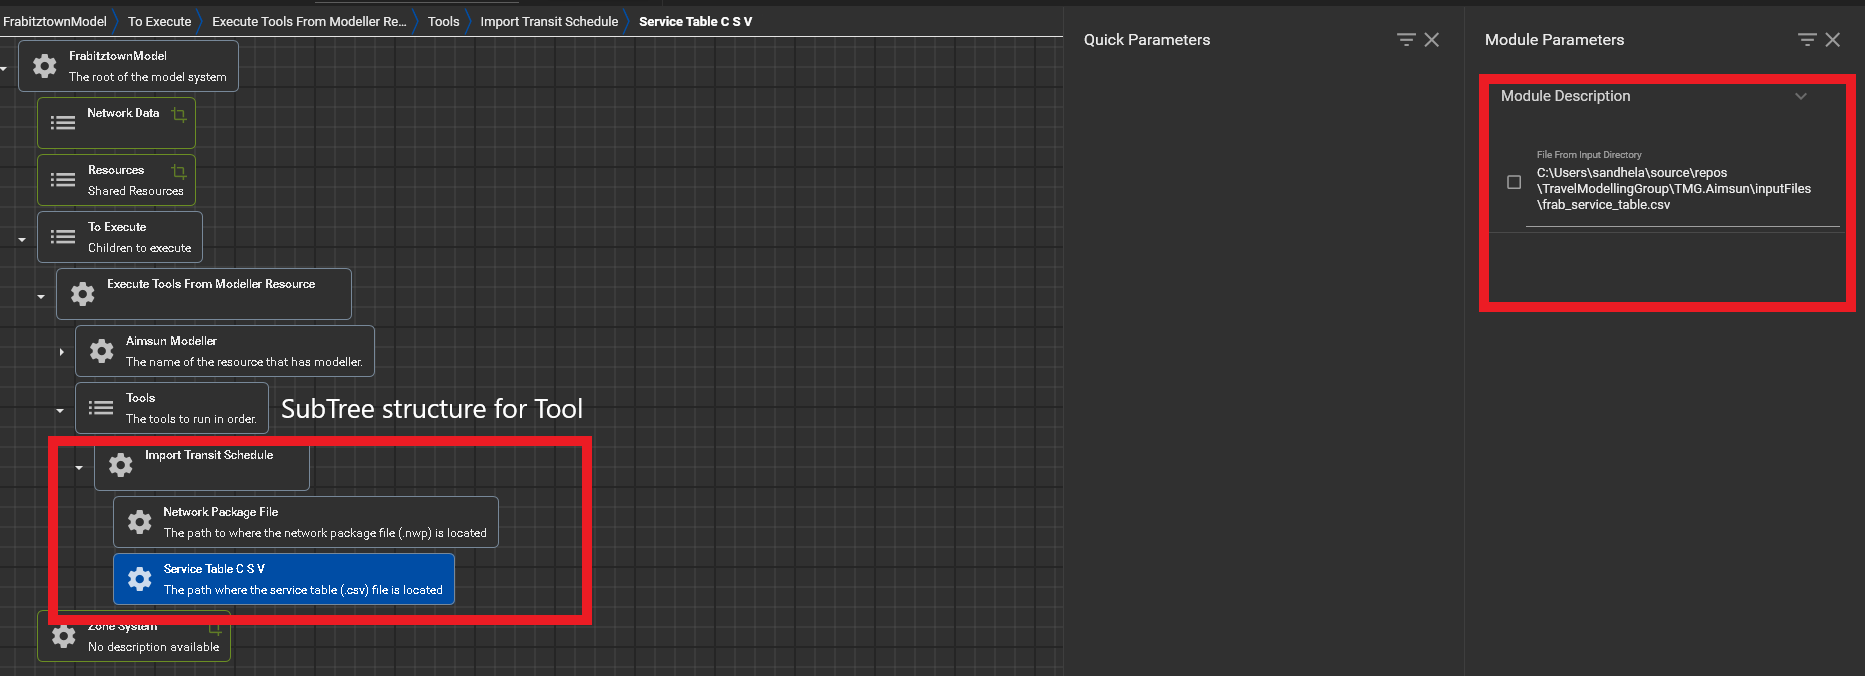 FrabitztownModel To Execute Execute Tools From Modeller Re... Tools Import Transit Schedule Service Table C S V
FrabitztownModel
The root of the model system
Network Data
Resources
Shared Resources
To Execute
Children to execute
Execute Tools From Modeller Resource
Aimsun Modeller
The name of the resource that has modeller.
Tools
The tools to run in order.
SubTree structure for Tool
Import Transit Schedule
Network Package File
The path to where the network package file (.nwp) is located
Service Table C S V
The path where the service table (.csv) file is located
Zone System
No description available
Quick Parameters
Module Parameters
Module Description
File From Input Directory
C:\Users\sandhela\source\repos
\TravelModellingGroup\TMG.Aimsun\inputFiles
\frab_service_table.csv